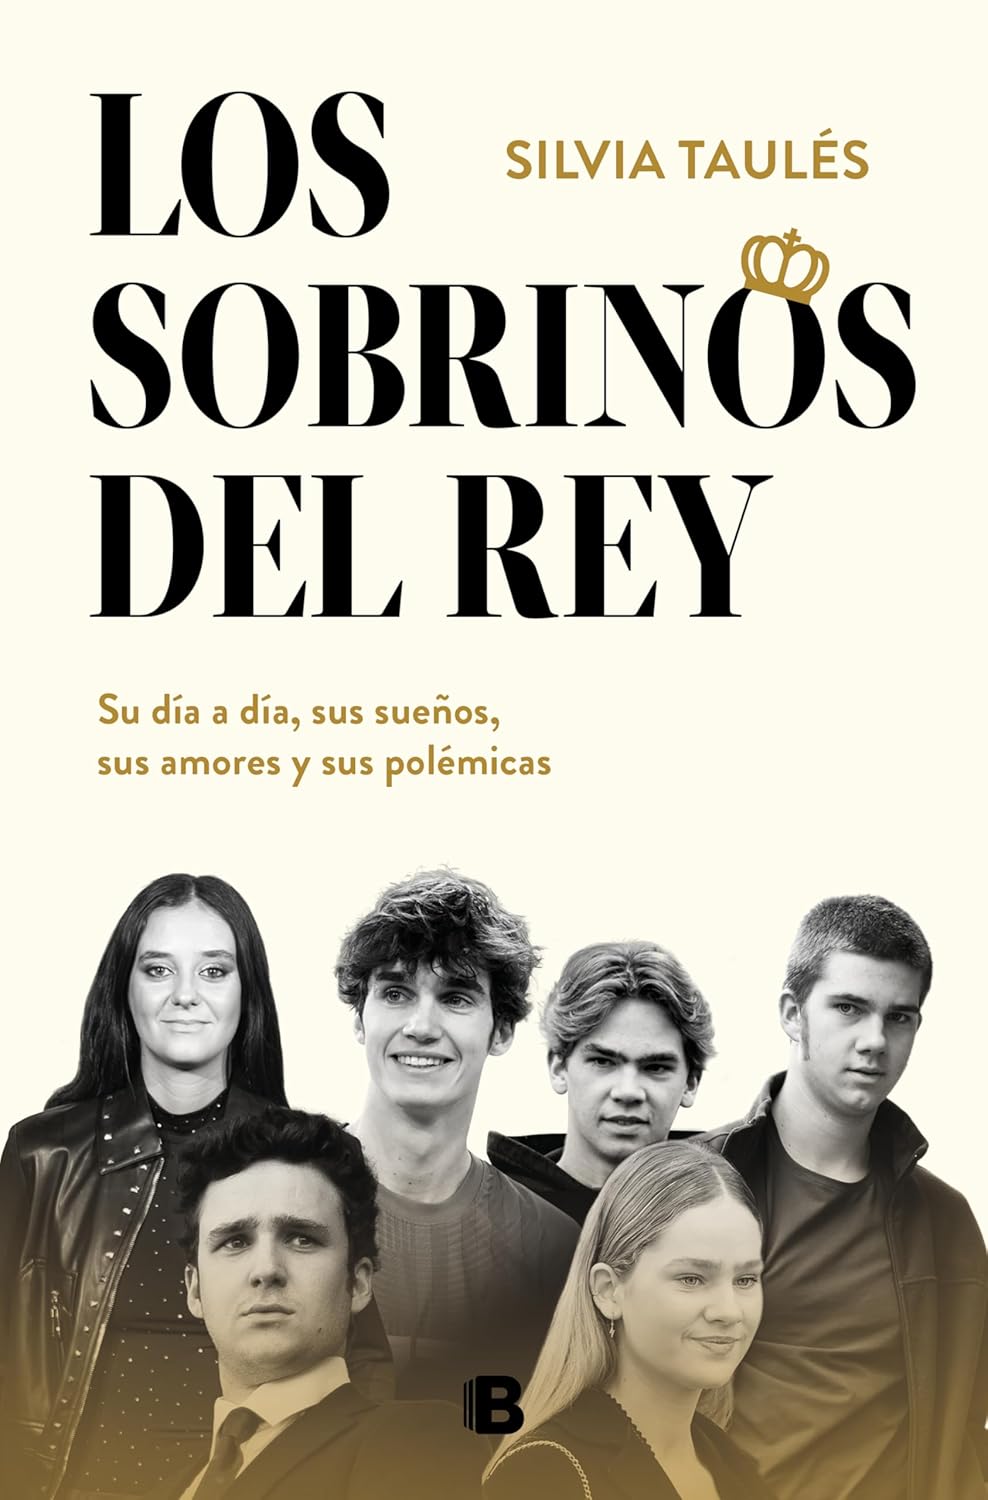 SILVIA TAULÉS
LOS
SOBRINOS
DEL REY
Su día a día, sus sueños,
sus amores y sus polémicas
B